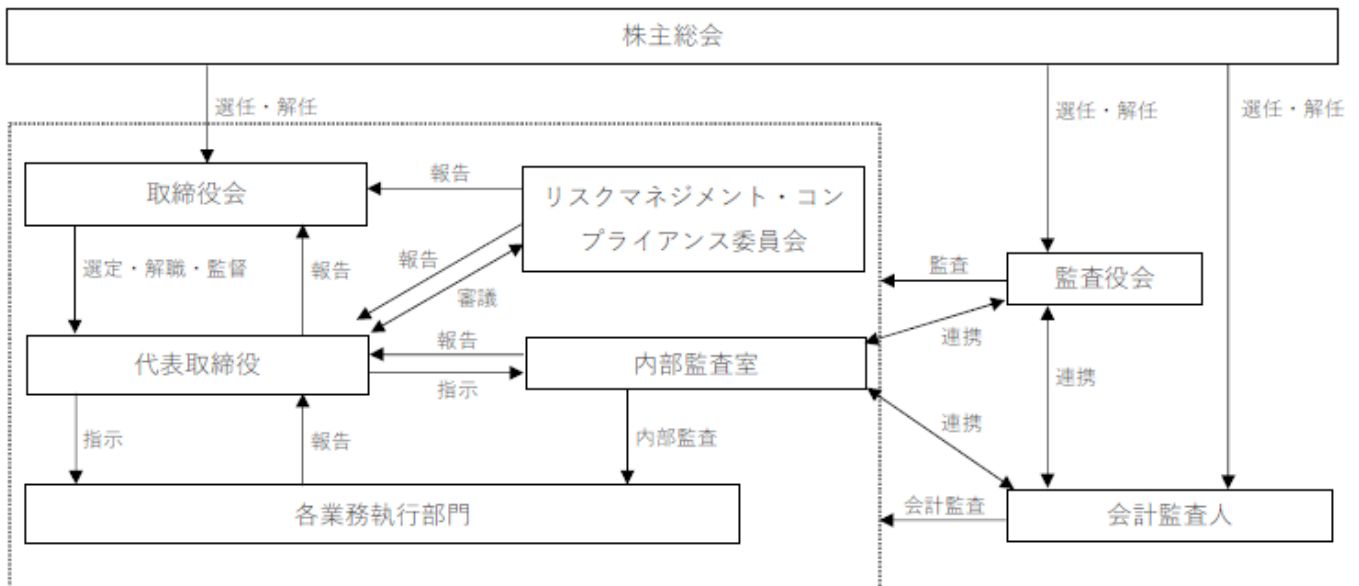 株主総会
選任・解任
選任・解任
選任・解任
取締役会
報告
リスクマネジメント・コン
プライアンス委員会
選定・解職・監督
報告
報告
審議
監査
監査役会
連携
代表取締役
報告
指示
内部監査室
連携
指示
報告
内部監査
連携
各業務執行部門
会計監査
会計監査人